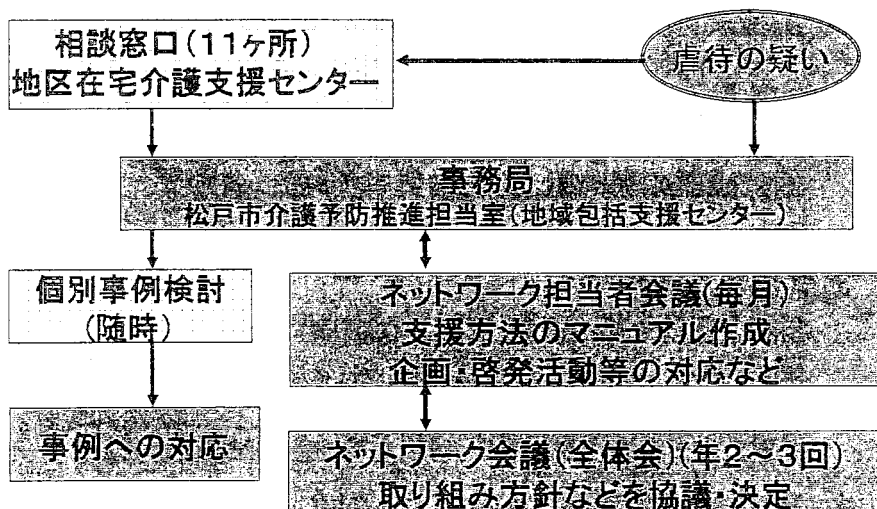 相談窓口(11ヶ所)
地区在宅介護支援センター
虐待の疑い
事務局
松戸市介護予防推進担当室(地域包括支援センター)
個別事例検討
(随時)
ネットワーク担当者会議(毎月)
支援方法のマニュアル作成
企画・啓発活動等の対応など
事例への対応
ネットワーク会議(全体会)(年2～3回)
取り組み方針などを協議・決定